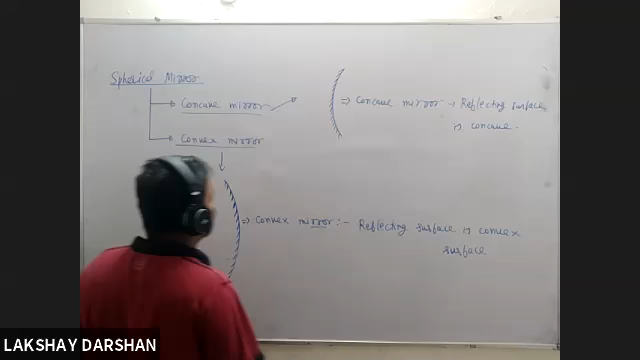 Spherical Mirror
→ Concave mirror
⇒ Concave mirror → Reflecting surface
is concave.
→ Convex mirror
⇒ Convex mirror :- Reflecting surface is convex
surface
LAKSHAY DARSHAN